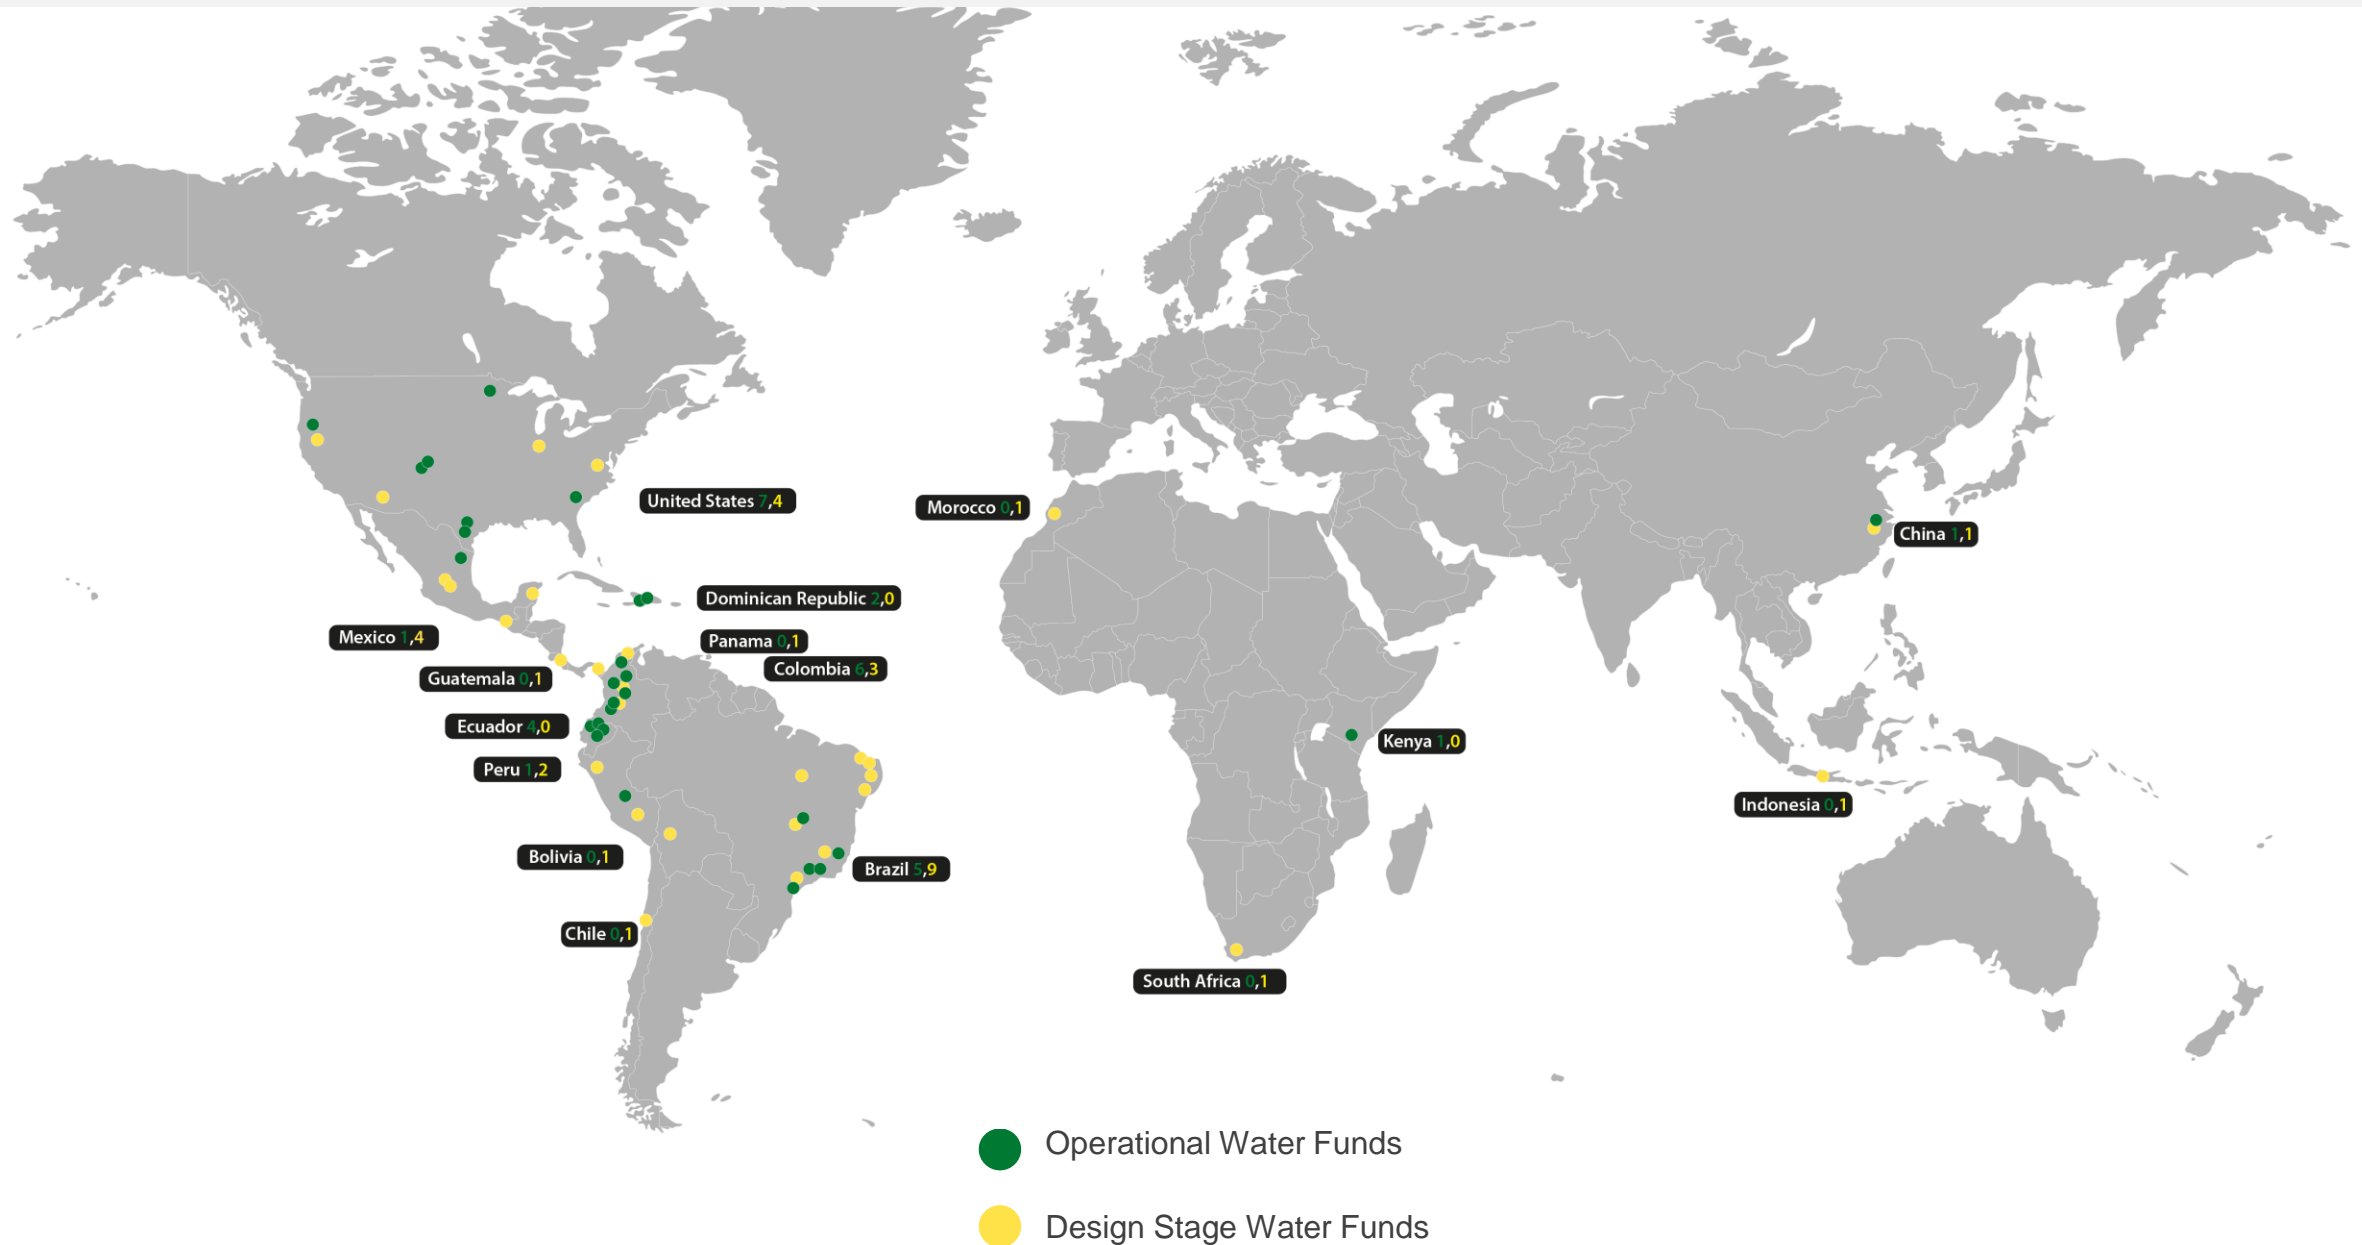 United States 7,4
Morocco 0,1
China 1,1
Dominican Republic 2,0
Mexico 1,4
Panama 0,1
Colombia 6,3
Guatemala 0,1
Ecuador 4,0
Kenya 1,0
Peru 1,2
Indonesia 0,1
Bolivia 0,1
Brazil 5,9
Chile 0,1
South Africa 0,1
Operational Water Funds
Design Stage Water Funds